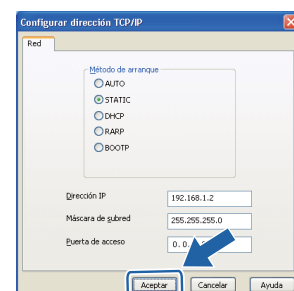 Configurar dirección TCP/IP
Red
Método de arranque
AUTO
STATIC
DHCP
RARP
BOOTP
Dirección IP 192.168.1.2
Máscara de subred 255.255.255.0
Puerta de acceso 0. 0.
Aceptar Cancelar Ayuda